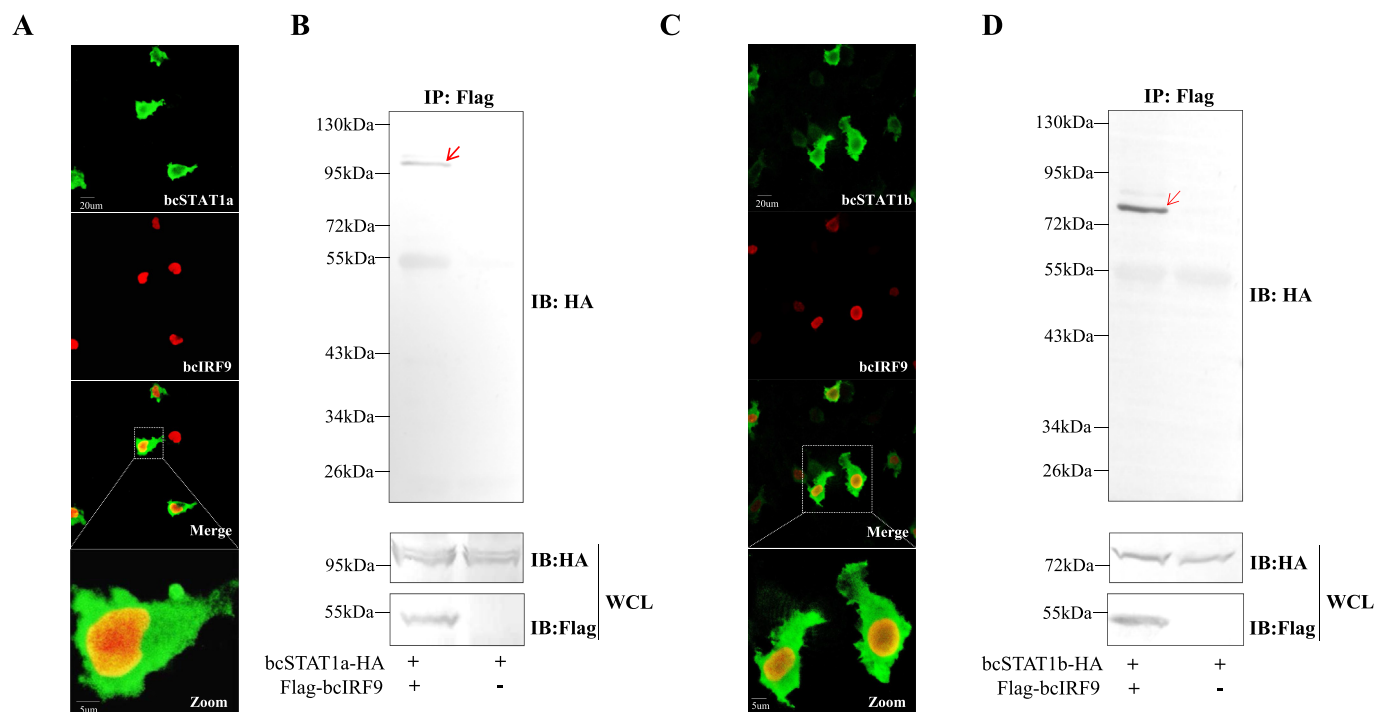 A
bcSTAT1a
20um
bcIRF9
Merge
Zoom
5um
B
IP: Flag
130kDa
95kDa
72kDa
55kDa
43kDa
34kDa
26kDa
IB: HA
95kDa
IB:HA
55kDa
IB:Flag
WCL
bcSTAT1a-HA + +
Flag-bcIRF9 + -
C
bcSTAT1b
20um
bcIRF9
Merge
Zoom
5um
D
IP: Flag
130kDa
95kDa
72kDa
55kDa
43kDa
34kDa
26kDa
IB: HA
72kDa
IB:HA
55kDa
IB:Flag
WCL
bcSTAT1b-HA + +
Flag-bcIRF9 + -